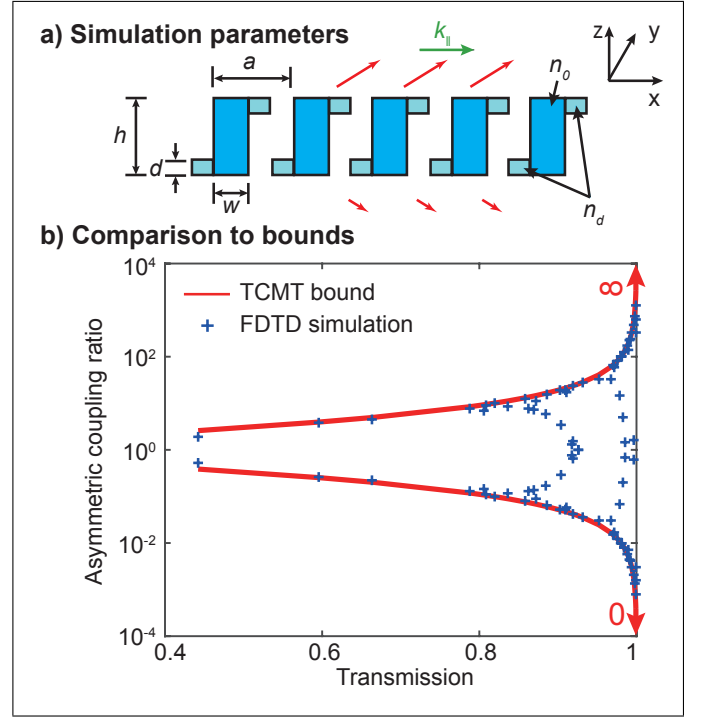 a) Simulation parameters
k∥
z
y
x
a
n0
h
d
w
nd
b) Comparison to bounds
Asymmetric coupling ratio
10^4
10^2
10^0
10^-2
10^-4
TCMT bound
FDTD simulation
∞
0
0.4
0.6
0.8
1
Transmission